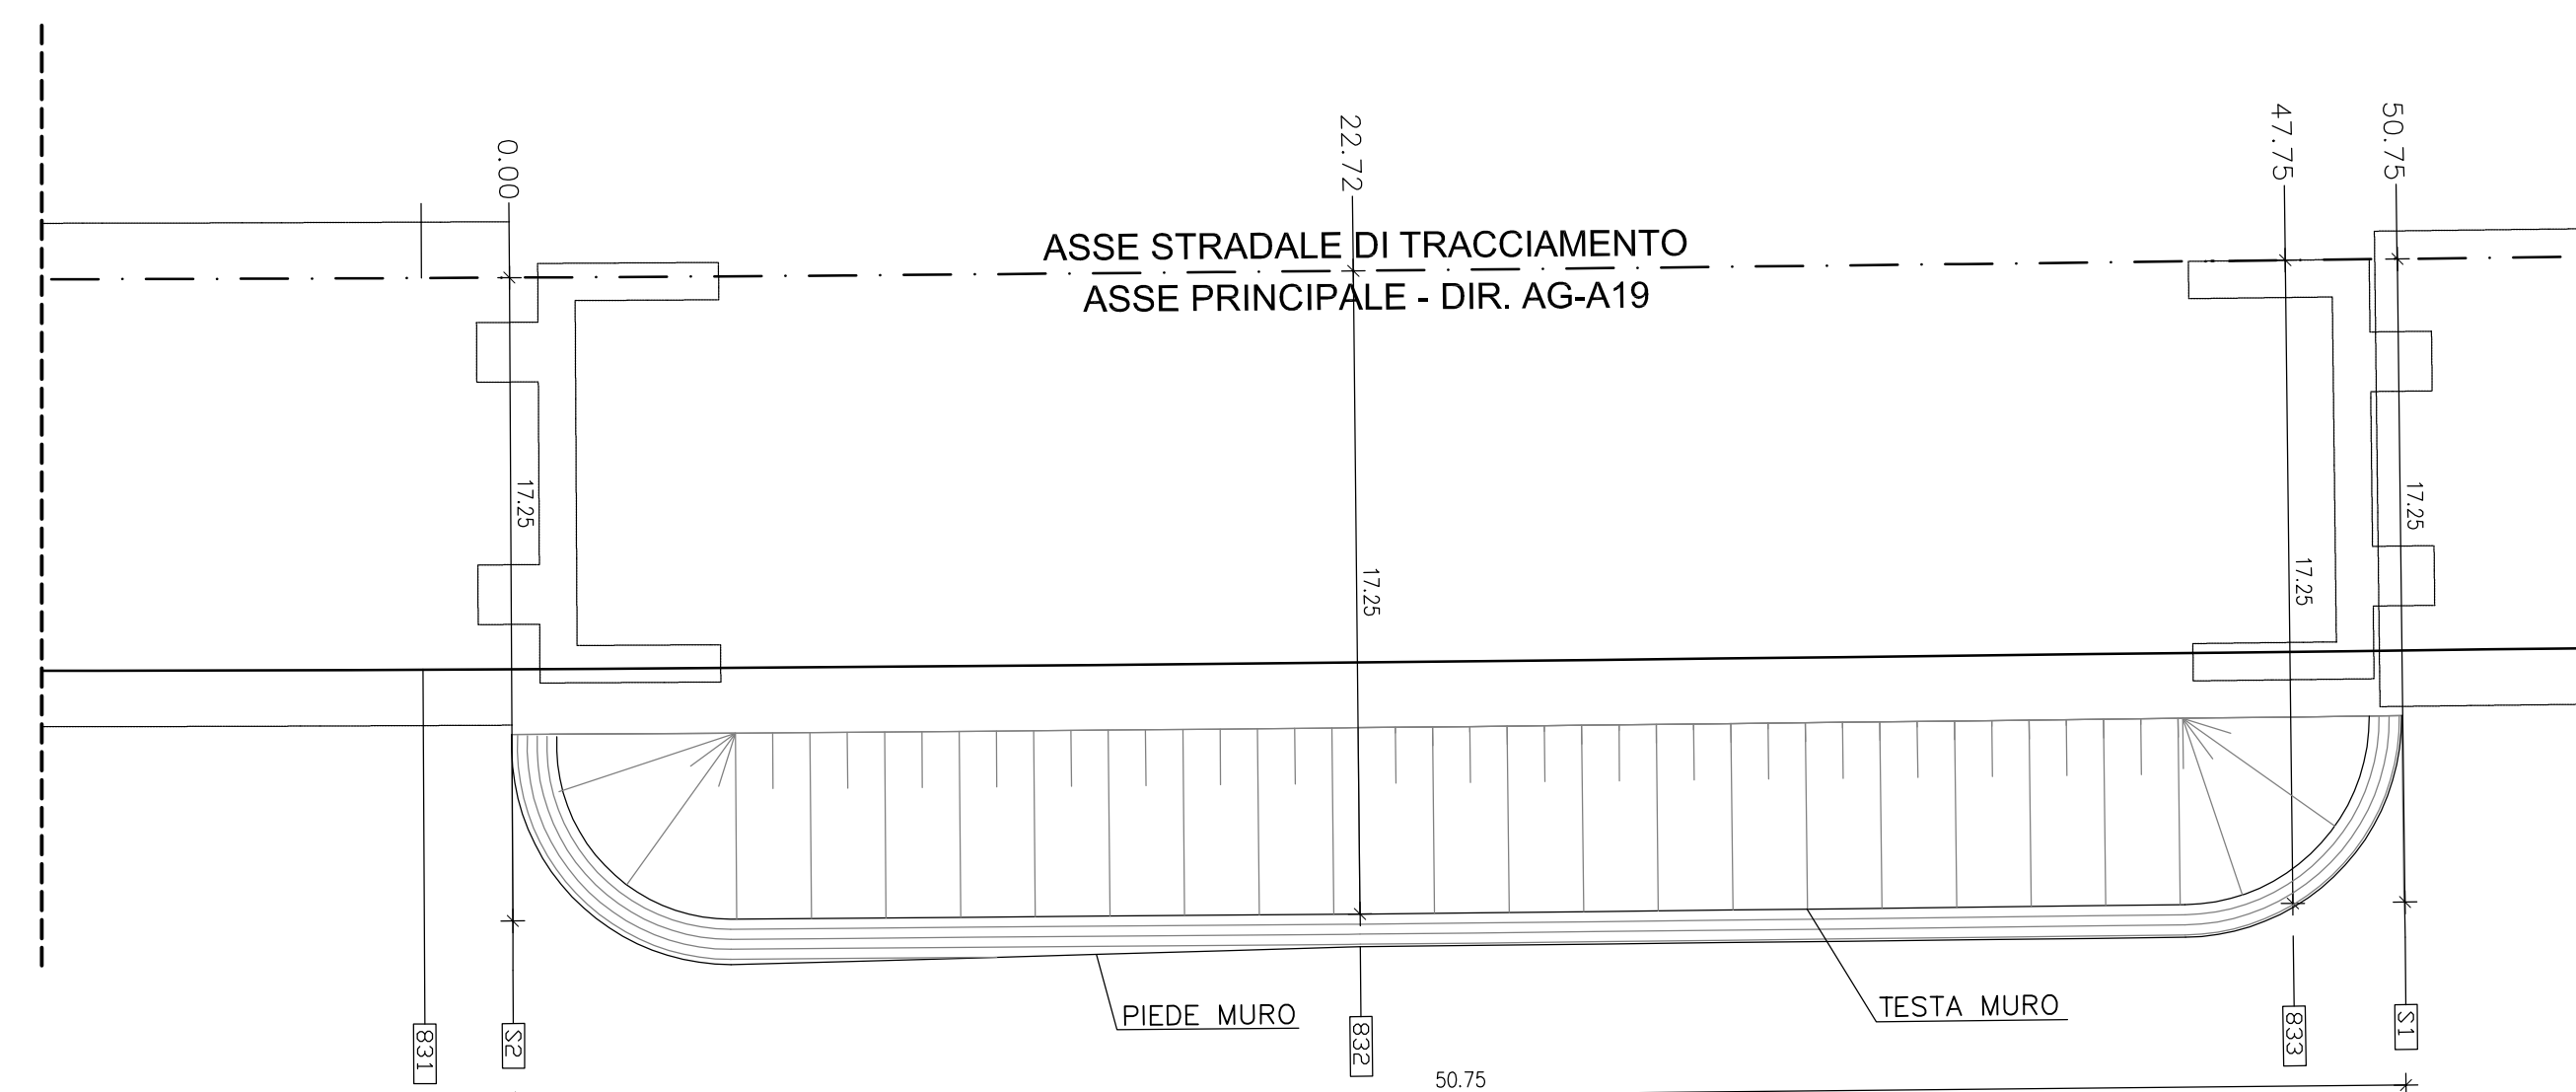 0.00
22.72
47.75
50.75
ASSE STRADALE DI TRACCIAMENTO
ASSE PRINCIPALE - DIR. AG-A19
17.25
17.25
17.25
17.25
PIEDE MURO
TESTA MURO
831
S2
832
833
S1
50.75